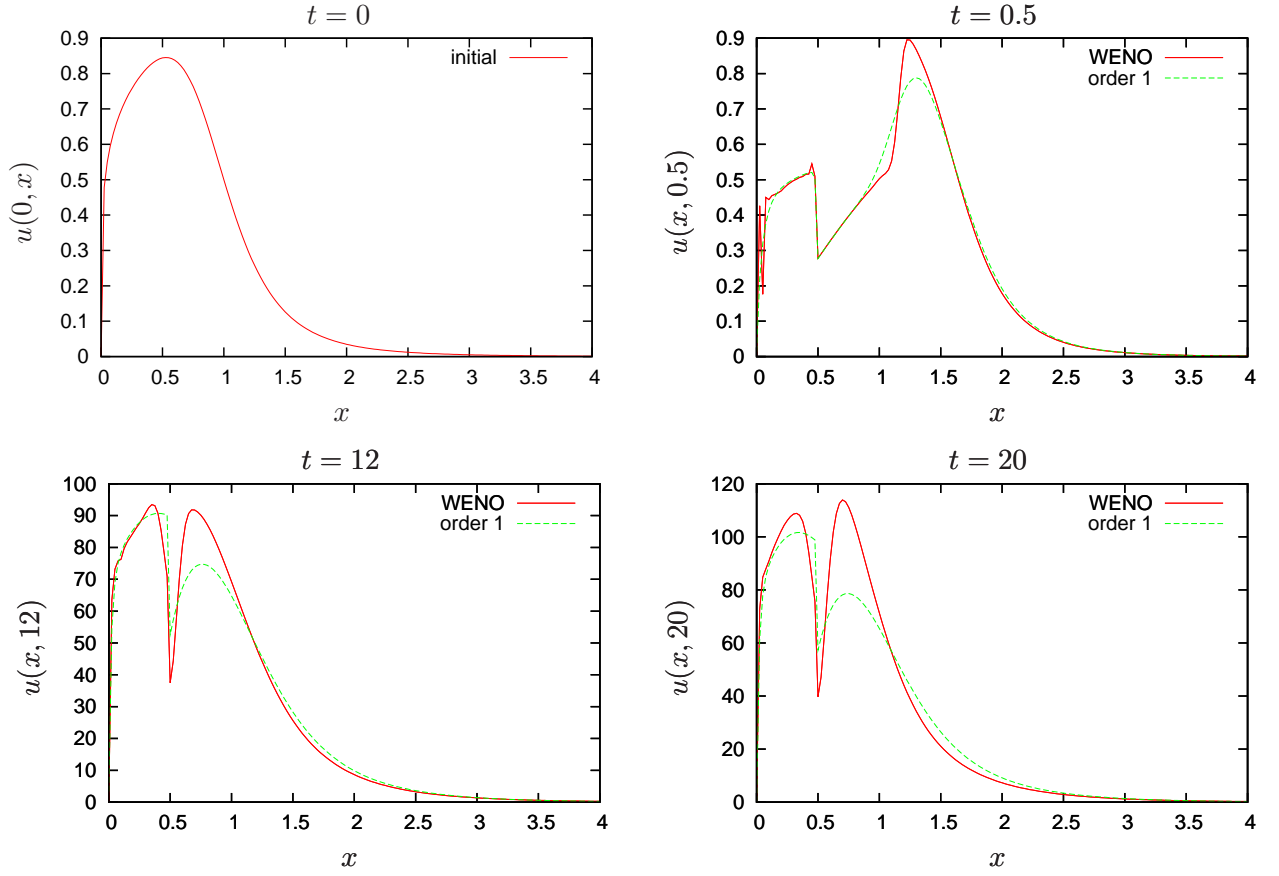 t = 0
u(0, x)
0.9
0.8
0.7
0.6
0.5
0.4
0.3
0.2
0.1
0
initial
0 0.5 1 1.5 2 2.5 3 3.5 4
x
t = 0.5
u(x, 0.5)
0.9
0.8
0.7
0.6
0.5
0.4
0.3
0.2
0.1
0
WENO
order 1
0 0.5 1 1.5 2 2.5 3 3.5 4
x
t = 12
u(x, 12)
100
90
80
70
60
50
40
30
20
10
0
WENO
order 1
0 0.5 1 1.5 2 2.5 3 3.5 4
x
t = 20
u(x, 20)
120
100
80
60
40
20
0
WENO
order 1
0 0.5 1 1.5 2 2.5 3 3.5 4
x